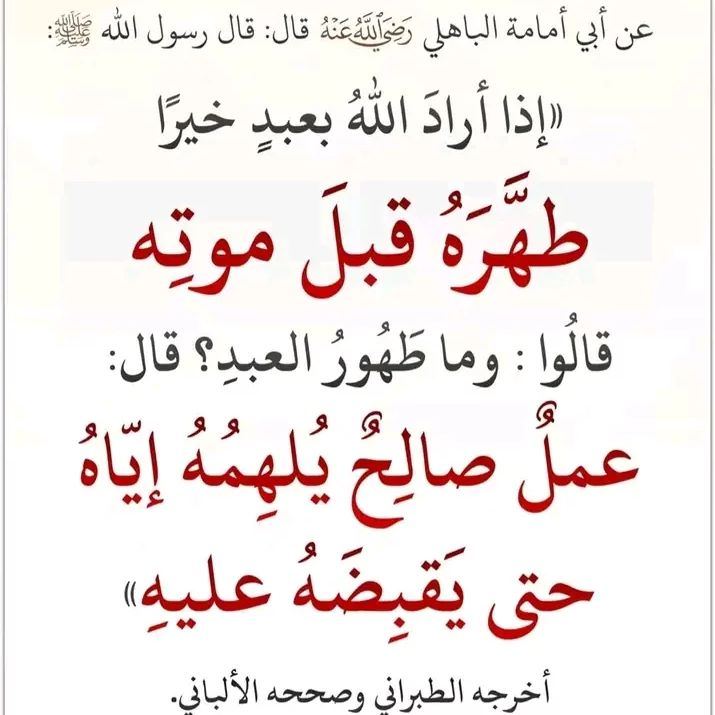 عن أبي أمامة الباهلي رَضِيَ اللَّهُ عَنْهُ قال: قال رسول الله ﷺ:
«إذا أرادَ اللهُ بعبدٍ خيرًا
طهَّرَهُ قبلَ موتِه
قالُوا : وما طَهُورُ العبدِ؟ قال:
عملٌ صالِحٌ يُلهِمُهُ إيّاهُ
حتى يَقبِضَهُ عليهِ»
أخرجه الطبراني وصححه الألباني.